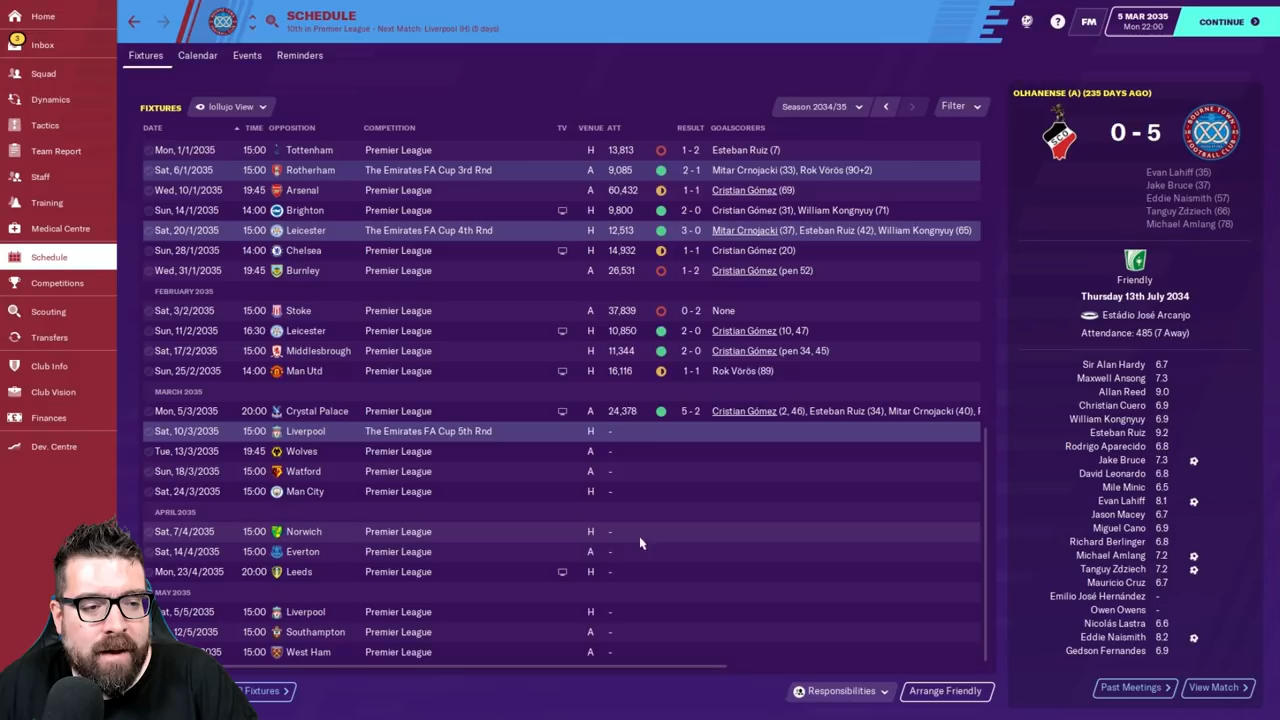 Home
3
Inbox
Squad
Dynamics
Tactics
Team Report
Staff
Training
Medical Centre
Schedule
Competitions
Scouting
Transfers
Club Info
Club Vision
Finances
Dev. Centre
SCHEDULE
10th in Premier League - Next Match: Liverpool (H) (5 days)
FM
5 MAR 2035
Mon 22:00
CONTINUE
Fixtures Calendar Events Reminders
FIXTURES lollujo View Season 2034/35 Filter
DATE TIME OPPOSITION COMPETITION TV VENUE ATT RESULT GOALSCORERS
Mon, 1/1/2035 15:00 Tottenham Premier League H 13,813 1 - 2 Esteban Ruiz (7)
Sat, 6/1/2035 15:00 Rotherham The Emirates FA Cup 3rd Rnd A 9,085 2 - 1 Mitar Crnojacki (33), Rok Vörös (90+2)
Wed, 10/1/2035 19:45 Arsenal Premier League A 60,432 1 - 1 Cristian Gómez (69)
Sun, 14/1/2035 14:00 Brighton Premier League H 9,800 2 - 0 Cristian Gómez (31), William Kongnyuy (71)
Sat, 20/1/2035 15:00 Leicester The Emirates FA Cup 4th Rnd H 12,513 3 - 0 Mitar Crnojacki (37), Esteban Ruiz (42), William Kongnyuy (65)
Sun, 28/1/2035 14:00 Chelsea Premier League H 14,932 1 - 1 Cristian Gómez (20)
Wed, 31/1/2035 19:45 Burnley Premier League A 26,531 1 - 2 Cristian Gómez (pen 52)
FEBRUARY 2035
Sat, 3/2/2035 15:00 Stoke Premier League A 37,839 0 - 2 None
Sun, 11/2/2035 16:30 Leicester Premier League H 10,850 2 - 0 Cristian Gómez (10, 47)
Sat, 17/2/2035 15:00 Middlesbrough Premier League H 11,344 2 - 0 Cristian Gómez (pen 34, 45)
Sun, 25/2/2035 14:00 Man Utd Premier League H 16,116 1 - 1 Rok Vörös (89)
MARCH 2035
Mon, 5/3/2035 20:00 Crystal Palace Premier League A 24,378 5 - 2 Cristian Gómez (2, 46), Esteban Ruiz (34), Mitar Crnojacki (40),
Sat, 10/3/2035 15:00 Liverpool The Emirates FA Cup 5th Rnd H -
Tue, 13/3/2035 19:45 Wolves Premier League A -
Sun, 18/3/2035 15:00 Watford Premier League A -
Sat, 24/3/2035 15:00 Man City Premier League H -
APRIL 2035
Sat, 7/4/2035 15:00 Norwich Premier League H -
Sat, 14/4/2035 15:00 Everton Premier League A -
Mon, 23/4/2035 20:00 Leeds Premier League H -
MAY 2035
Sat, 5/5/2035 15:00 Liverpool Premier League H -
12/5/2035 15:00 Southampton Premier League A -
15:00 West Ham Premier League A -
Fixtures Responsibilities Arrange Friendly
OLHANENSE (A) (235 DAYS AGO)
0 - 5
Evan Lahiff (35)
Jake Bruce (37)
Eddie Naismith (57)
Tanguy Zdziech (66)
Michael Amlang (78)
Friendly
Thursday 13th July 2034
Estádio José Arcanjo
Attendance: 485 (7 Away)
Sir Alan Hardy 6.7
Maxwell Ansong 7.3
Allan Reed 9.0
Christian Cuero 6.9
William Kongnyuy 6.9
Esteban Ruiz 9.2
Rodrigo Aparecido 6.8
Jake Bruce 7.3
David Leonardo 6.8
Mile Minic 6.5
Evan Lahiff 8.1
Jason Macey 6.7
Miguel Cano 6.9
Richard Berlinger 6.8
Michael Amlang 7.2
Tanguy Zdziech 7.2
Mauricio Cruz 6.7
Emilio José Hernández -
Owen Owens -
Nicolás Lastra 6.6
Eddie Naismith 8.2
Gedson Fernandes 6.9
Past Meetings View Match